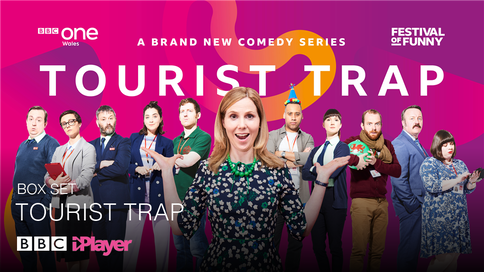 BBC one
Wales
FESTIVAL
OF FUNNY
A BRAND NEW COMEDY SERIES
TOURIST TRAP
BOX SET
TOURIST TRAP
BBC iPlayer